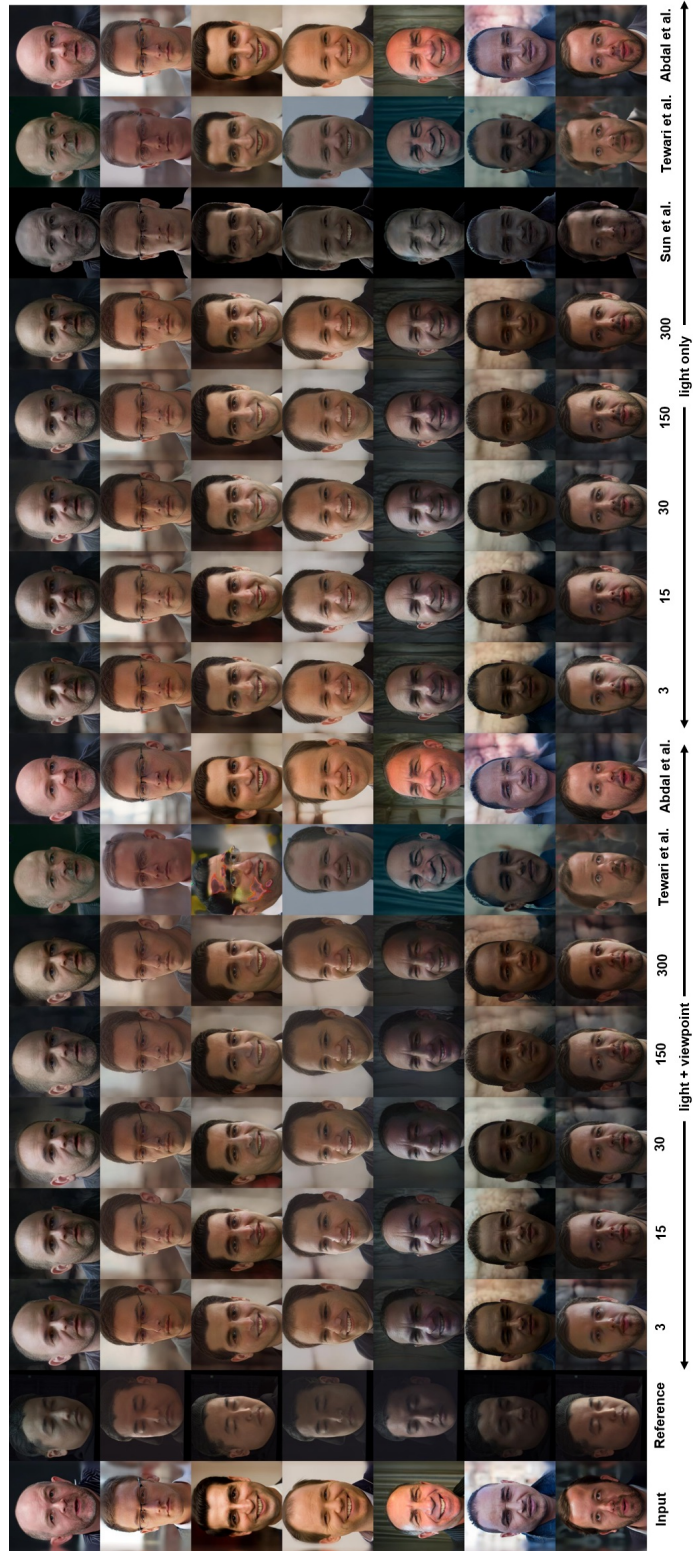 Input
Reference
3
15
30
150
300
Tewari et al.
Abdal et al.
3
15
30
150
300
Sun et al.
Tewari et al.
Abdal et al.
light + viewpoint
light only